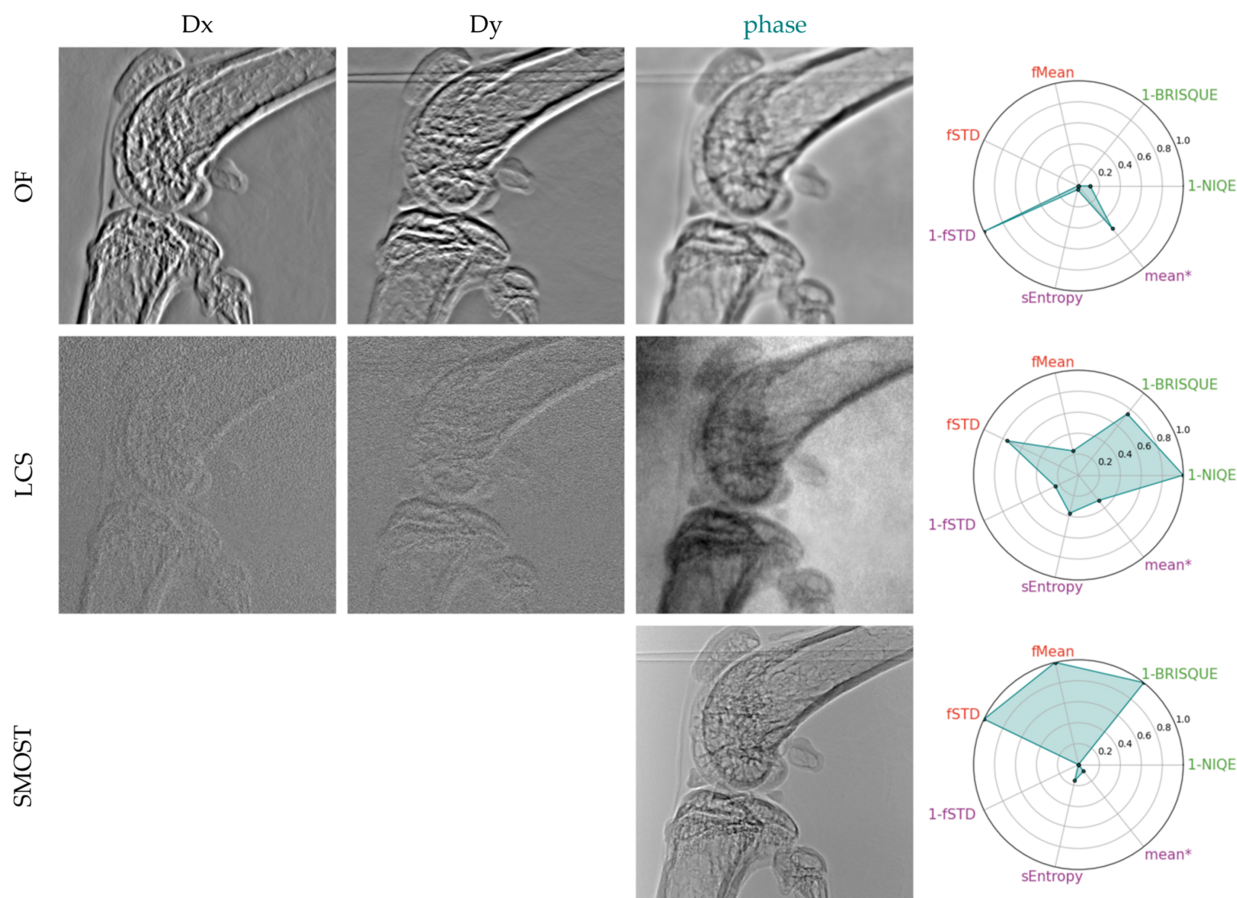 Dx Dy phase
OF
fMean
1-BRISQUE
fSTD
0.2 0.4 0.6 0.8 1.0
1-NIQE
1-fSTD
mean*
sEntropy
LCS
fMean
1-BRISQUE
fSTD
0.2 0.4 0.6 0.8 1.0
1-NIQE
1-fSTD
mean*
sEntropy
SMOST
fMean
1-BRISQUE
fSTD
0.2 0.4 0.6 0.8 1.0
1-NIQE
1-fSTD
mean*
sEntropy